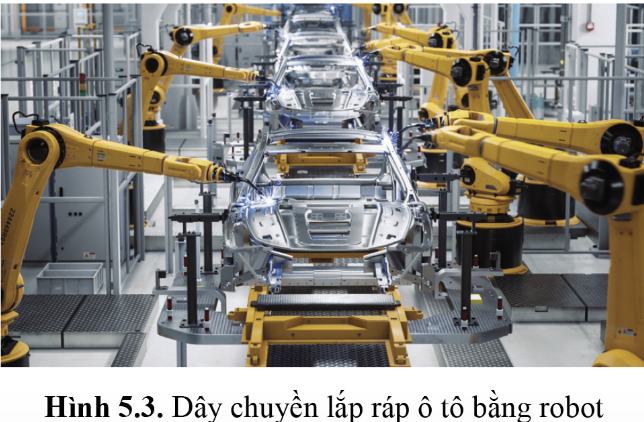 Hình 5.3. Dây chuyền lắp ráp ô tô bằng robot